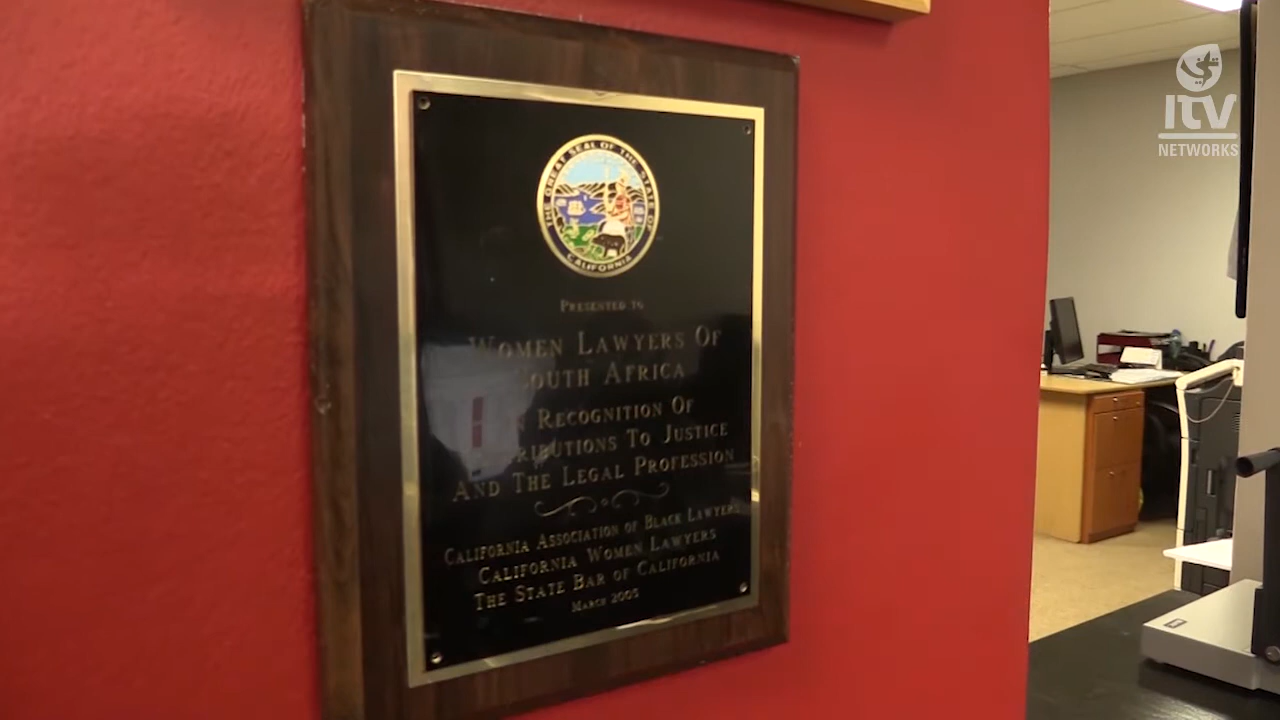 ITV
NETWORKS
THE GREAT SEAL OF THE STATE OF CALIFORNIA
PRESENTED TO
WOMEN LAWYERS OF
SOUTH AFRICA
IN RECOGNITION OF
TO JUSTICE
AND THE LEGAL PROFESSION
CALIFORNIA ASSOCIATION OF BLACK LAWYERS
CALIFORNIA WOMEN LAWYERS
THE STATE BAR OF CALIFORNIA
MARCH 2005